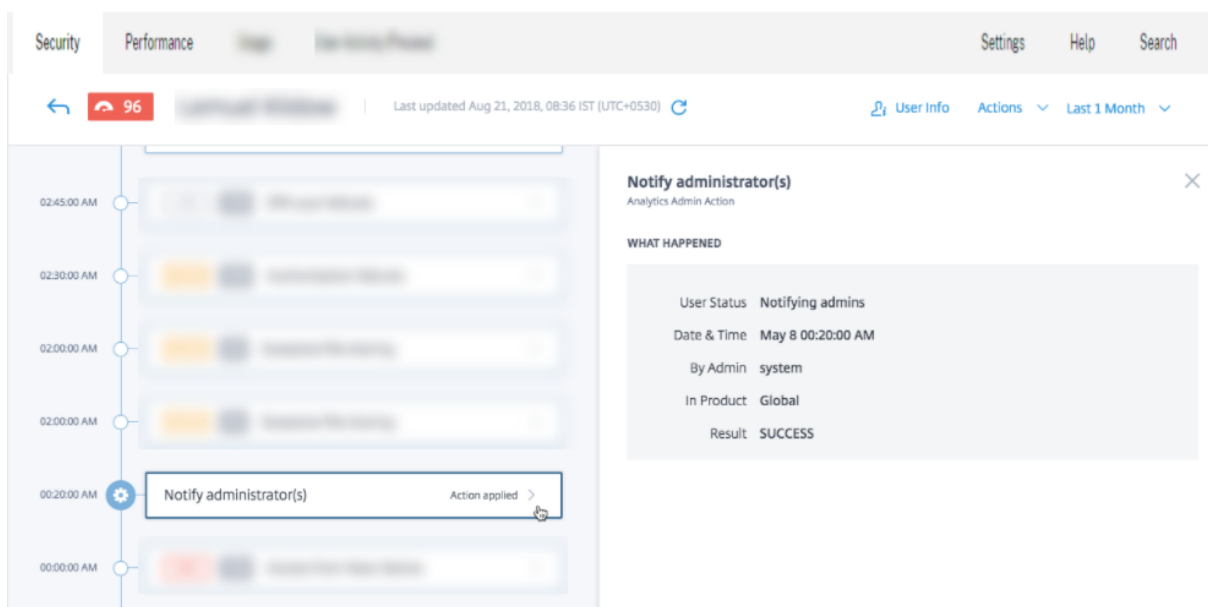 Security Performance Settings Help Search
96 Last updated Aug 21, 2018, 08:36 IST (UTC+0530) User Info Actions Last 1 Month
02:45:00 AM
02:30:00 AM
02:00:00 AM
02:00:00 AM
00:20:00 AM Notify administrator(s) Action applied
00:00:00 AM
Notify administrator(s)
Analytics Admin Action
WHAT HAPPENED
User Status Notifying admins
Date & Time May 8 00:20:00 AM
By Admin system
In Product Global
Result SUCCESS